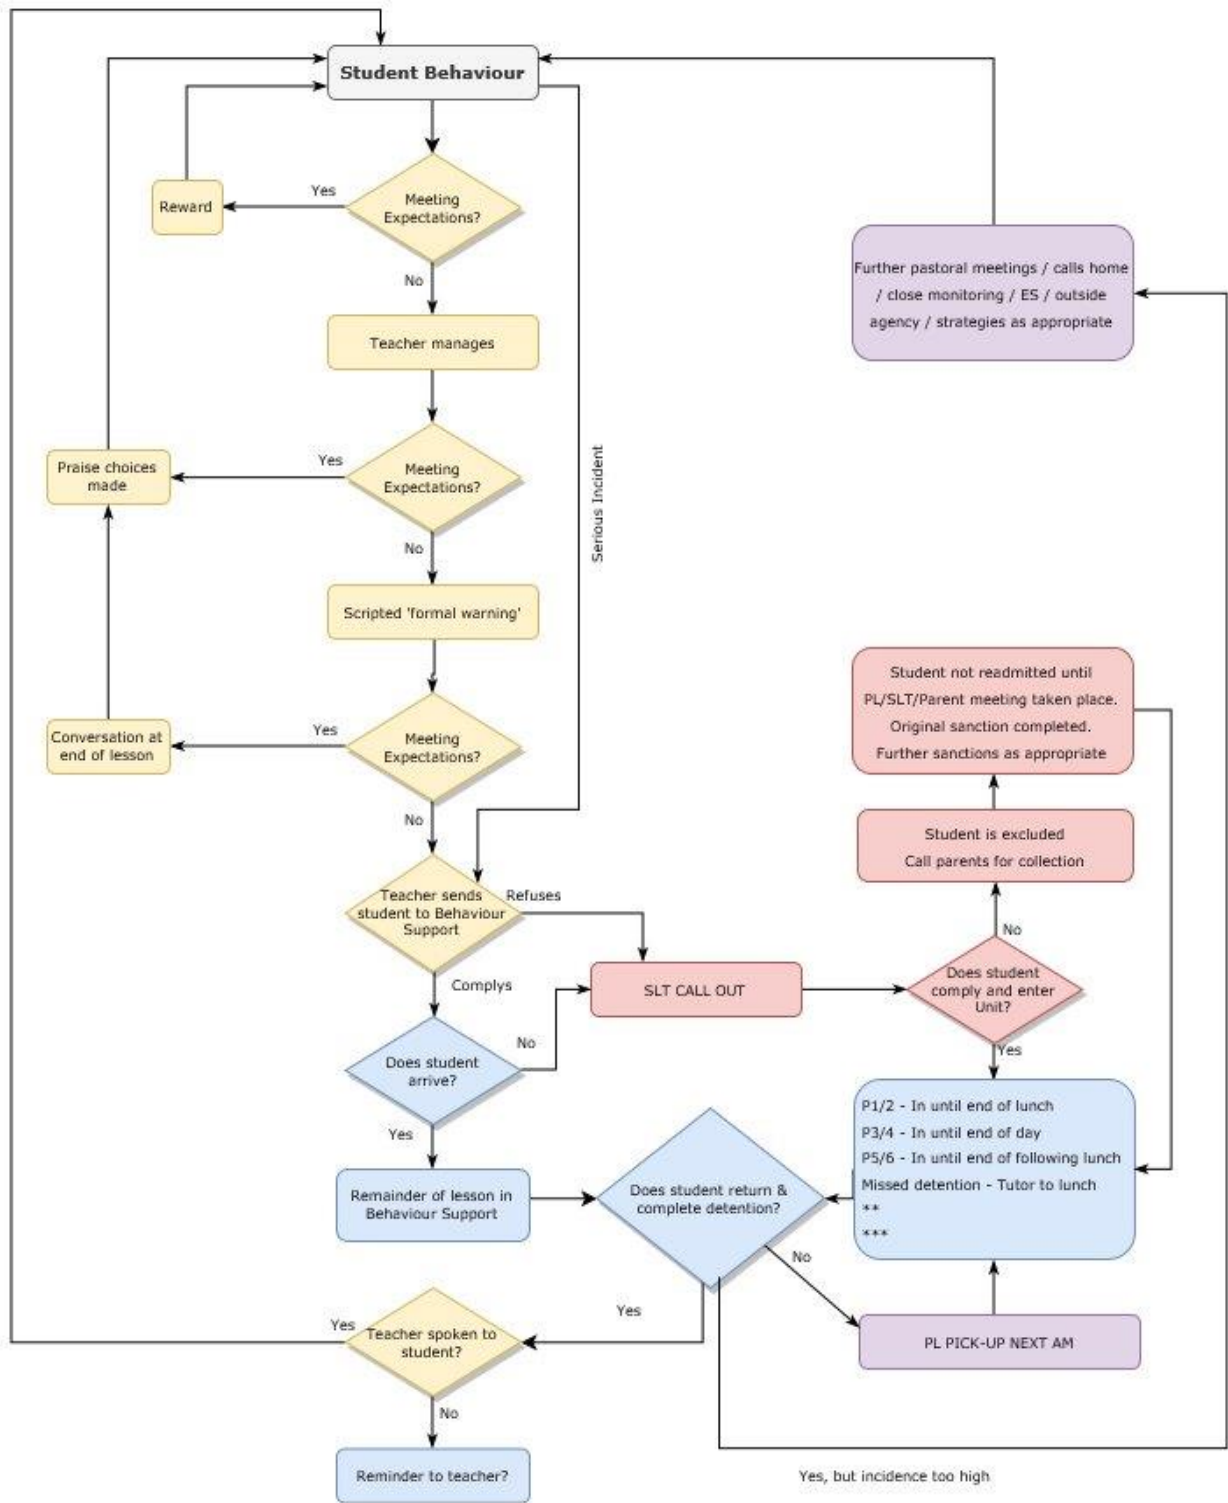 Student Behaviour
Yes
Meeting
Expectations?
Reward
No
Further pastoral meetings / calls home
/ close monitoring / ES / outside
agency / strategies as appropriate
Teacher manages
Serious Incident
Yes
Meeting
Expectations?
Praise choices
made
No
Scripted 'formal warning'
Student not readmitted until
PL/SLT/Parent meeting taken place.
Original sanction completed.
Further sanctions as appropriate
Yes
Meeting
Expectations?
Conversation at
end of lesson
No
Student is excluded
Call parents for collection
Teacher sends
student to Behaviour
Support
Refuses
No
Complys
SLT CALL OUT
Does student
comply and enter
Unit?
No
Yes
Does student
arrive?
Yes
P1/2 - In until end of lunch
P3/4 - In until end of day
P5/6 - In until end of following lunch
Missed detention - Tutor to lunch
**
***
Remainder of lesson in
Behaviour Support
Does student return &
complete detention?
No
Yes
Yes
Teacher spoken to
student?
PL PICK-UP NEXT AM
No
Reminder to teacher?
Yes, but incidence too high